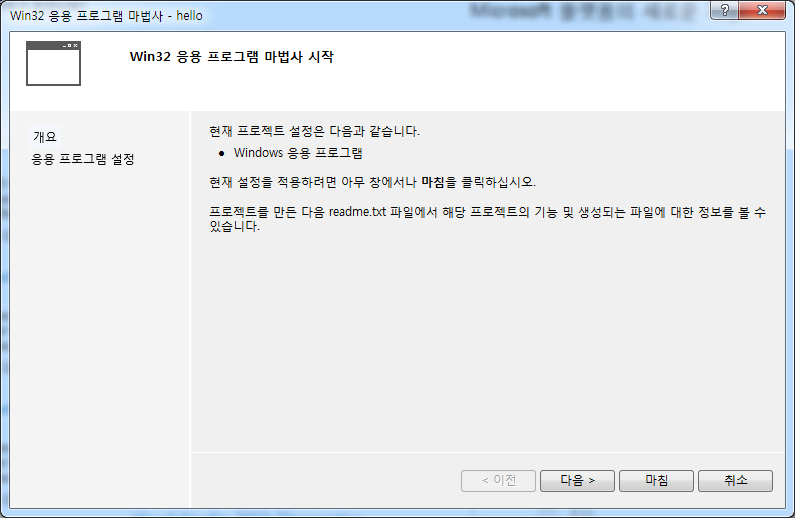 Win32 응용 프로그램 마법사 - hello
Win32 응용 프로그램 마법사 시작
개요
응용 프로그램 설정
현재 프로젝트 설정은 다음과 같습니다.
• Windows 응용 프로그램
현재 설정을 적용하려면 아무 창에서나 마침을 클릭하십시오.
프로젝트를 만든 다음 readme.txt 파일에서 해당 프로젝트의 기능 및 생성되는 파일에 대한 정보를 볼 수
있습니다.
< 이전
다음 >
마침
취소